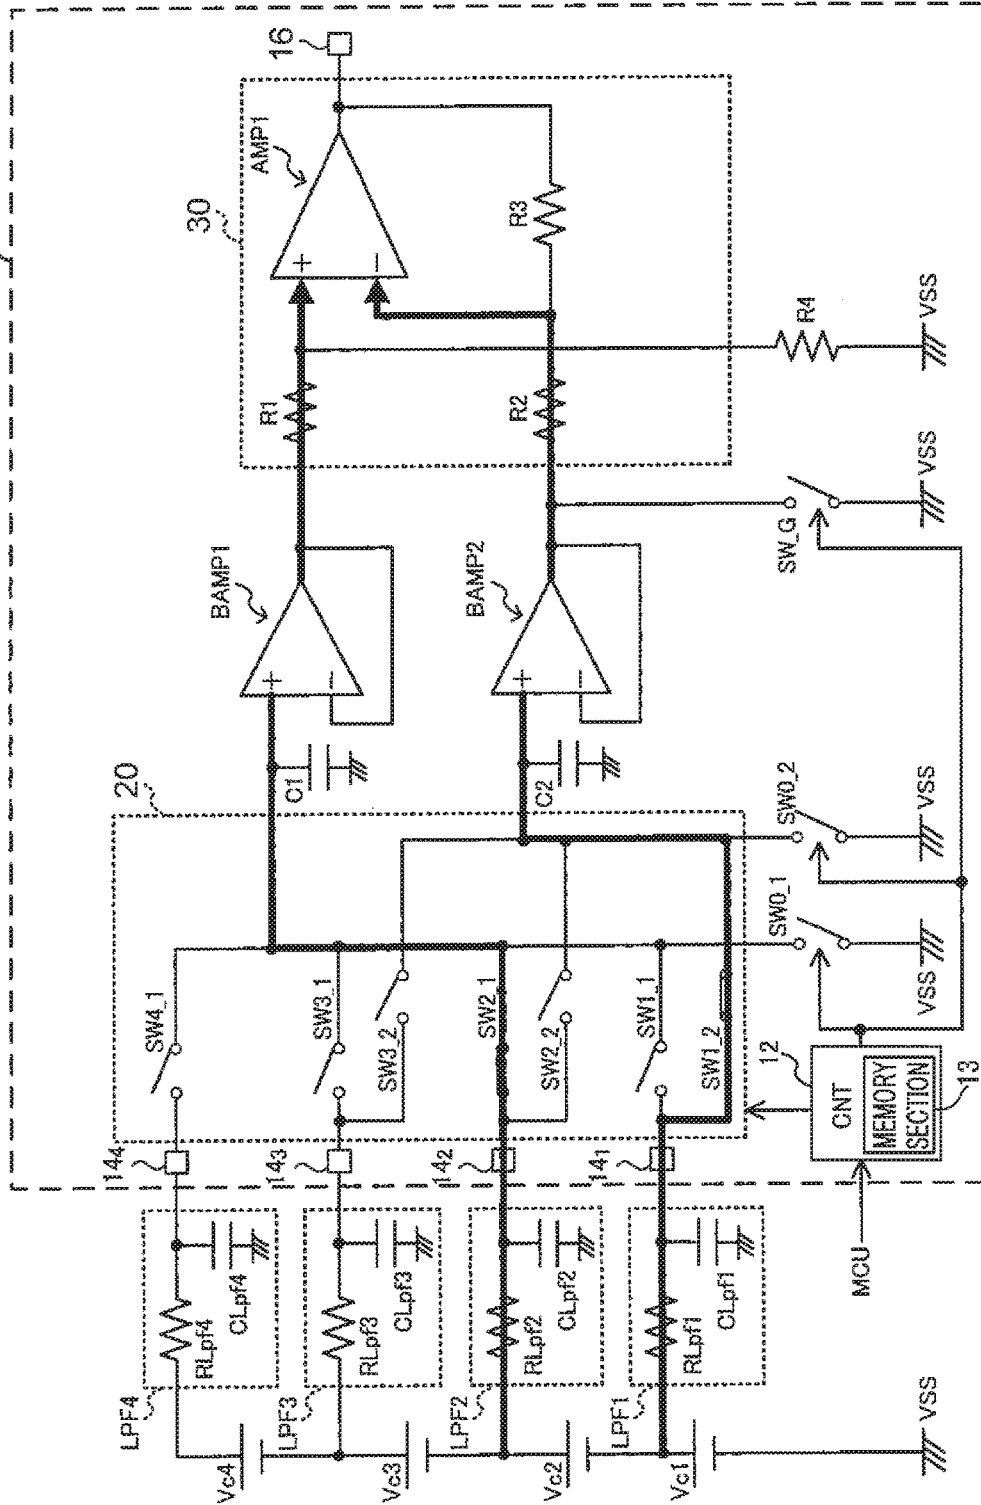 16
AMP1
30
+
−
R1
R3
R2
R4
VSS
BAMP1
+
−
BAMP2
+
−
SW_G
VSS
20
C1
C2
SW0_2
VSS
SW0_1
VSS
SW4_1
SW3_1
SW3_2
SW2_1
SW2_2
SW1_1
SW1_2
12
CNT
MEMORY
SECTION
13
MCU
14₄
14₃
14₂
14₁
LPF4
RLpf4
CLpf4
LPF3
RLpf3
CLpf3
LPF2
RLpf2
CLpf2
LPF1
RLpf1
CLpf1
Vc4
Vc3
Vc2
Vc1
VSS